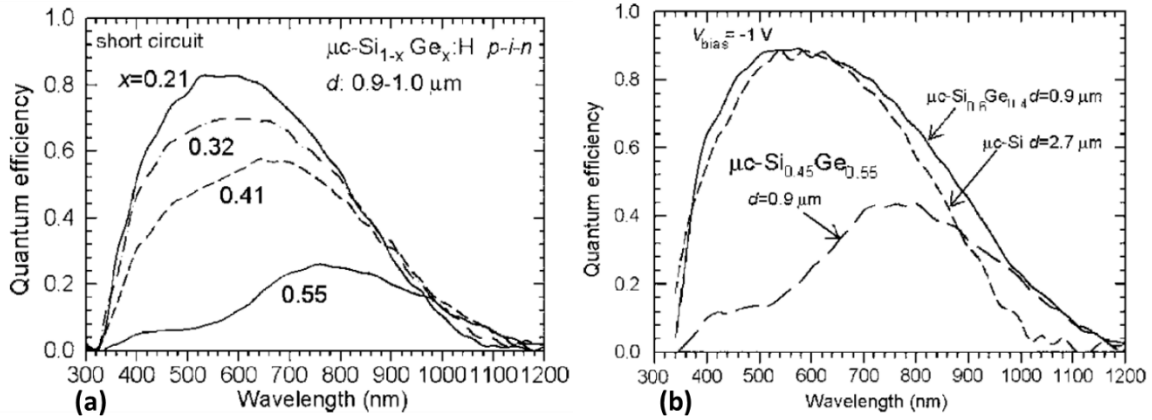 short circuit
μc-Si1-x Gex:H p-i-n
d: 0.9-1.0 μm
x=0.21
0.32
0.41
0.55
Quantum efficiency
1.0
0.8
0.6
0.4
0.2
0.0
300 400 500 600 700 800 900 1000 1100 1200
(a) Wavelength (nm)
Vbias= -1 V
μc-Si0.6Ge0.4 d=0.9 μm
μc-Si d=2.7 μm
μc-Si0.45Ge0.55
d=0.9 μm
Quantum efficiency
1.0
0.8
0.6
0.4
0.2
0.0
300 400 500 600 700 800 900 1000 1100 1200
(b) Wavelength (nm)